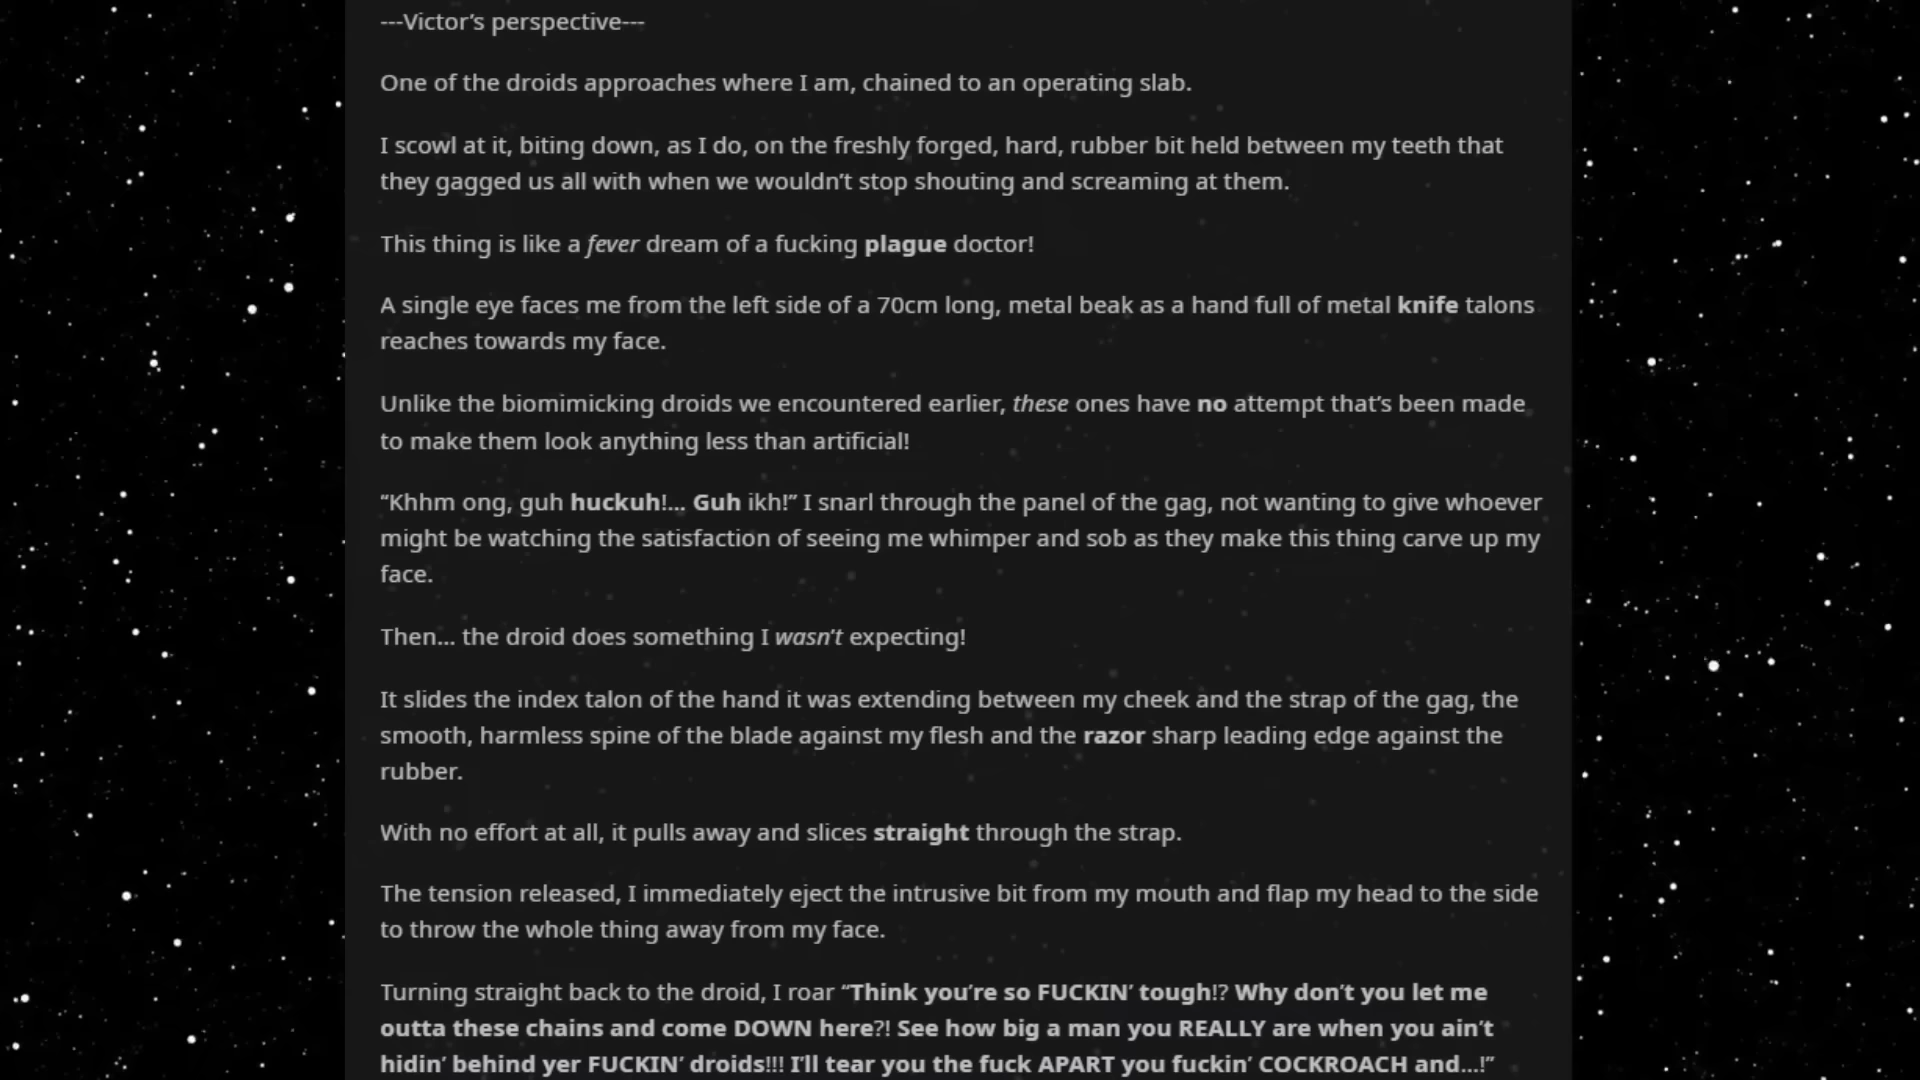 ---Victor’s perspective---
One of the droids approaches where I am, chained to an operating slab.
I scowl at it, biting down, as I do, on the freshly forged, hard, rubber bit held between my teeth that
they gagged us all with when we wouldn’t stop shouting and screaming at them.
This thing is like a fever dream of a fucking plague doctor!
A single eye faces me from the left side of a 70cm long, metal beak as a hand full of metal knife talons
reaches towards my face.
Unlike the biomimicking droids we encountered earlier, these ones have no attempt that’s been made
to make them look anything less than artificial!
“Khhm ong, guh huckuh!... Guh ikh!” I snarl through the panel of the gag, not wanting to give whoever
might be watching the satisfaction of seeing me whimper and sob as they make this thing carve up my
face.
Then... the droid does something I wasn’t expecting!
It slides the index talon of the hand it was extending between my cheek and the strap of the gag, the
smooth, harmless spine of the blade against my flesh and the razor sharp leading edge against the
rubber.
With no effort at all, it pulls away and slices straight through the strap.
The tension released, I immediately eject the intrusive bit from my mouth and flap my head to the side
to throw the whole thing away from my face.
Turning straight back to the droid, I roar “Think you’re so FUCKIN’ tough!? Why don’t you let me
outta these chains and come DOWN here?! See how big a man you REALLY are when you ain’t
hidin’ behind yer FUCKIN’ droids!!! I’ll tear you the fuck APART you fuckin’ COCKROACH and...!”